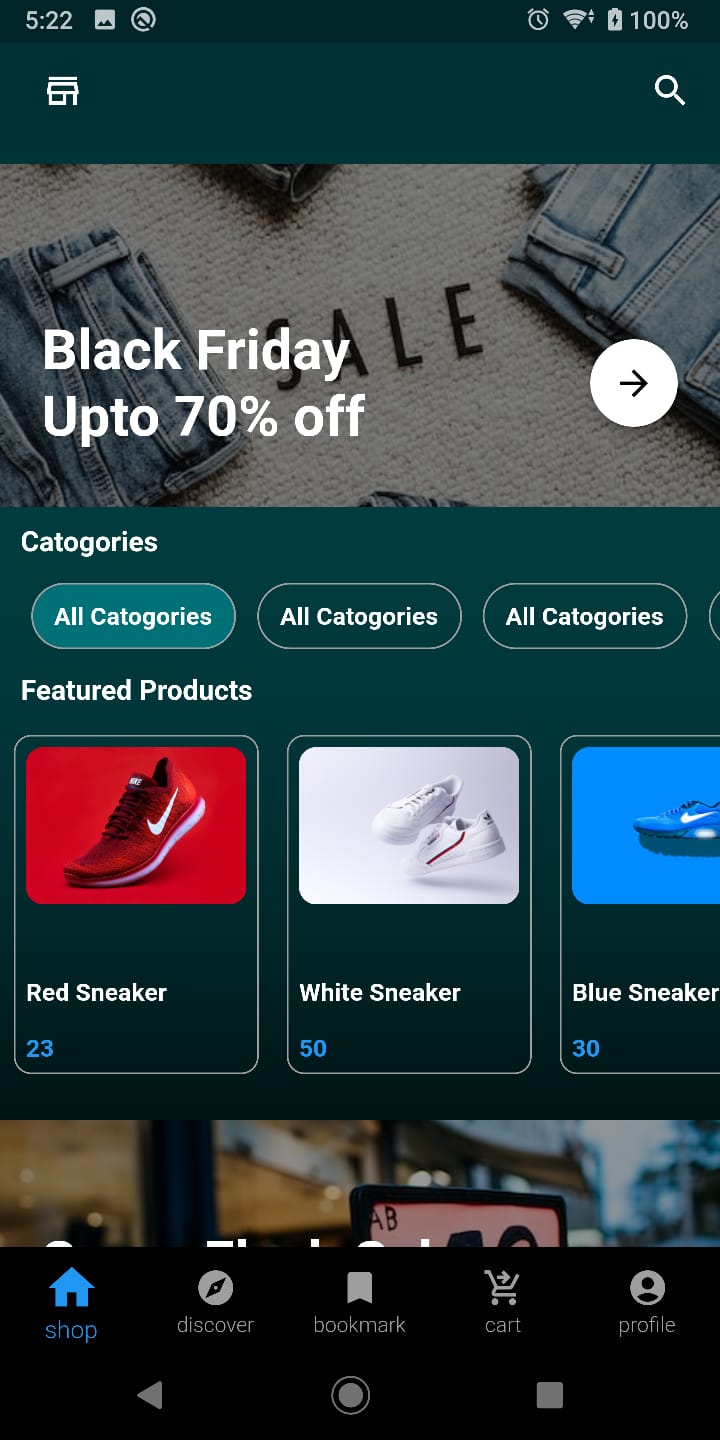 5:22
100%
SALE
Black Friday
Upto 70% off
Catogories
All Catogories
All Catogories
All Catogories
Featured Products
NIKE
Red Sneaker
White Sneaker
Blue Sneaker
23
50
30
AB
shop
discover
bookmark
cart
profile